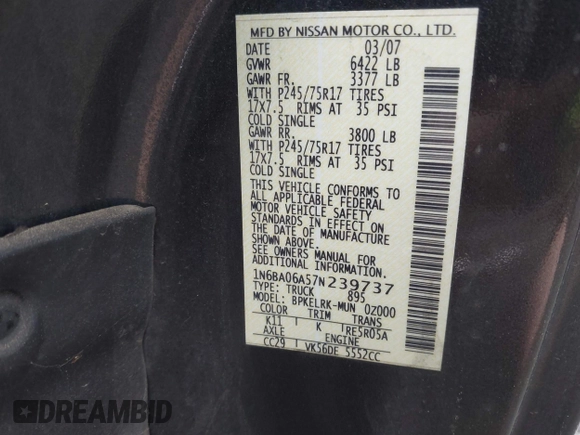 MFD BY NISSAN MOTOR CO., LTD.
DATE 03/07
GVWR 6422 LB
GAWR FR. 3377 LB
WITH P245/75R17 TIRES
17X7.5 RIMS AT 35 PSI
COLD SINGLE
GAWR RR. 3800 LB
WITH P245/75R17 TIRES
17X7.5 RIMS AT 35 PSI
COLD SINGLE
THIS VEHICLE CONFORMS TO
ALL APPLICABLE FEDERAL
MOTOR VEHICLE SAFETY
STANDARDS IN EFFECT ON
THE DATE OF MANUFACTURE
SHOWN ABOVE.
SEE OWNERS MANUAL FOR
ADDITIONAL INFORMATION.
1N6BA06A57N239737
TYPE: TRUCK 895
MODEL: BPKELRK-MUN 0Z000
COLOR TRIM TRANS
K11 K RE5R05A
AXLE ENGINE
CC29 VK56DE 5552CC
DREAMBID